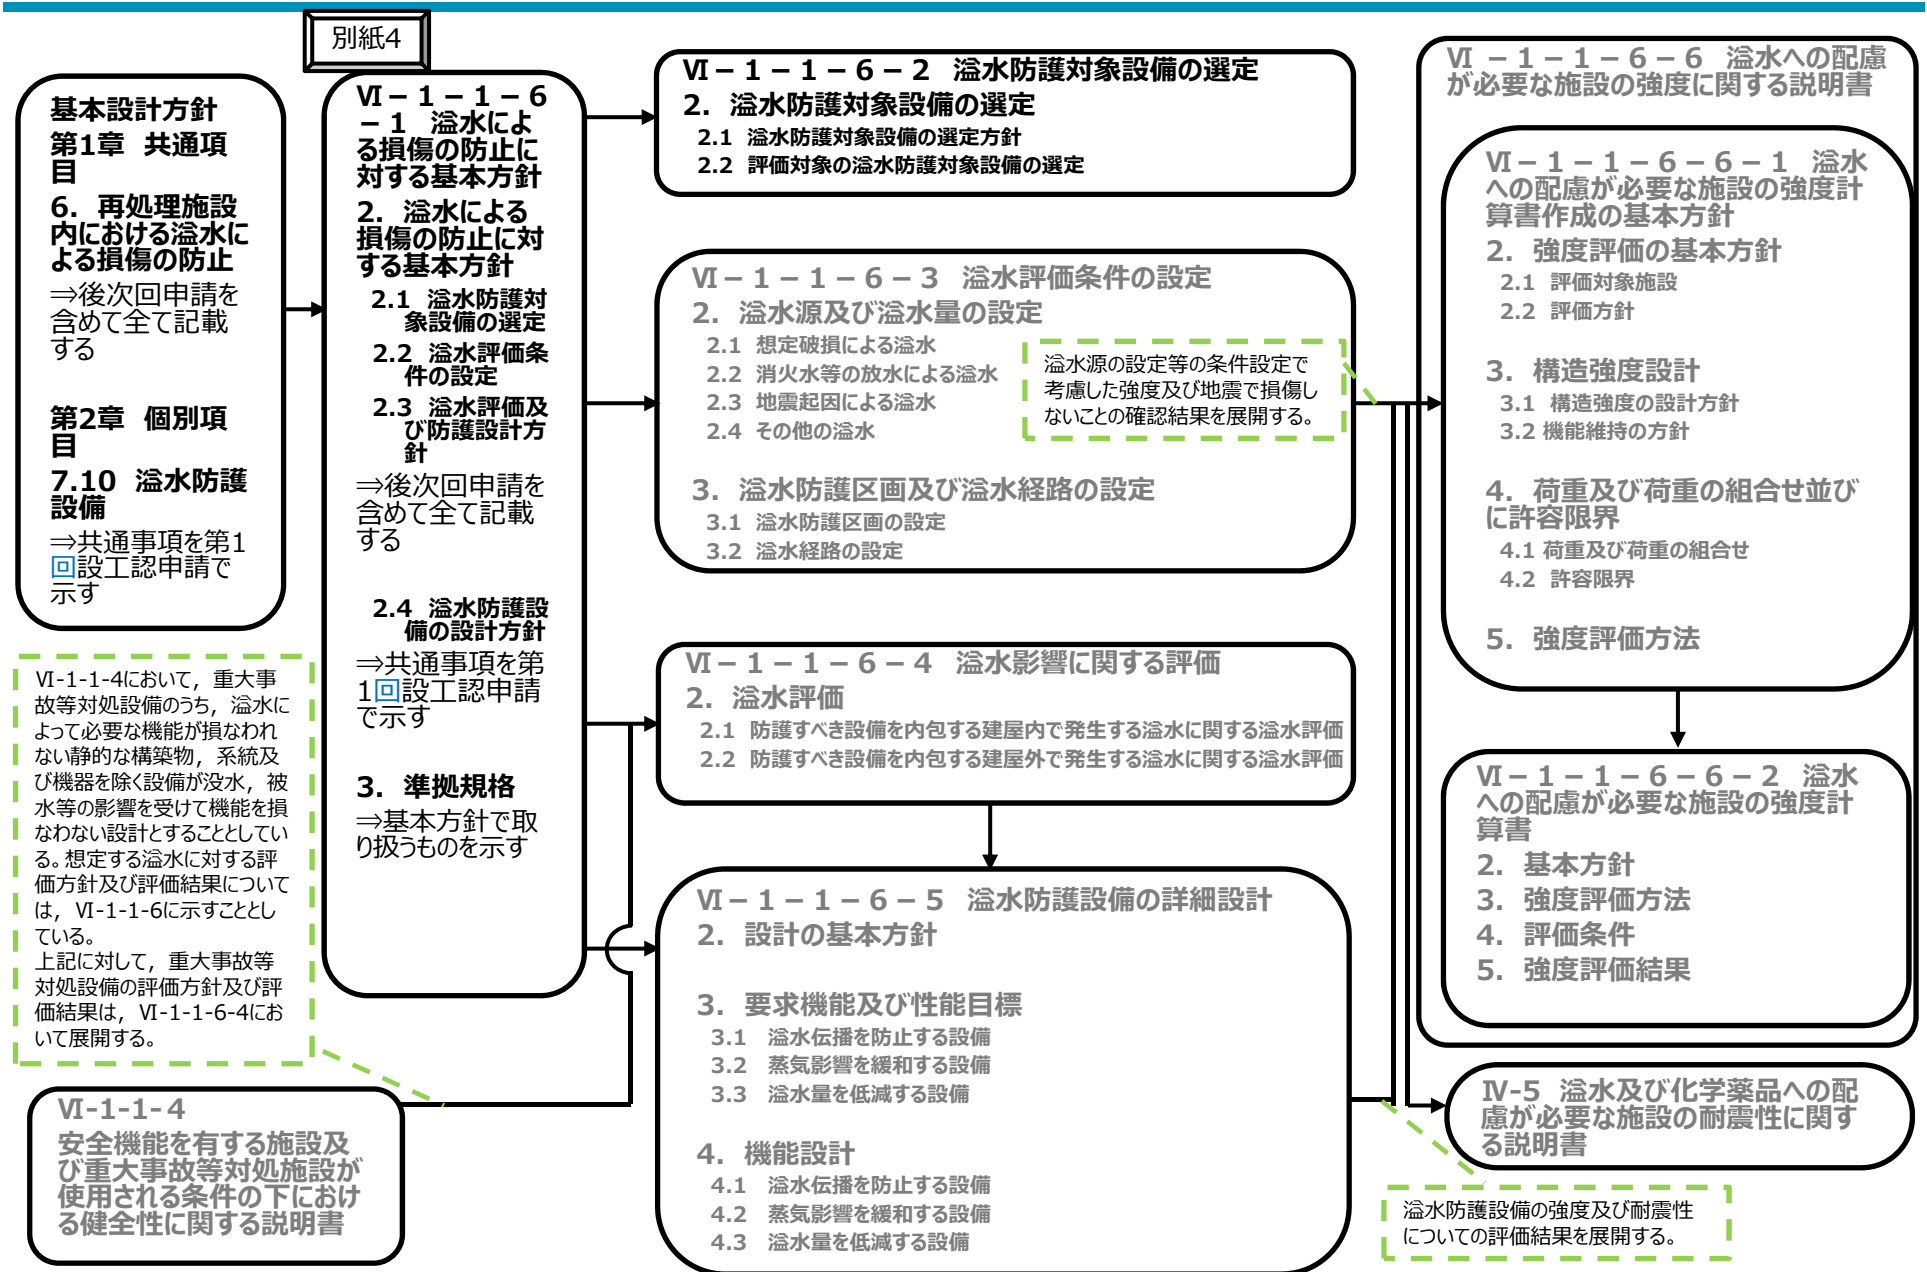 別紙4
基本設計方針
第1章 共通項
目
6. 再処理施設
内における溢水に
よる損傷の防止
⇒後次回申請を
含めて全て記載
する
第2章 個別項
目
7.10 溢水防護
設備
⇒共通事項を第1
回設工認申請で
示す
Ⅵ-1-1-4において，重大事
故等対処設備のうち，溢水に
よって必要な機能が損なわれ
ない静的な構築物，系統及
び機器を除く設備が没水，被
水等の影響を受けて機能を損
なわない設計とすることとしてい
る。想定する溢水に対する評
価方針及び評価結果について
は，Ⅵ-1-1-6に示すこととし
ている。
上記に対して，重大事故等
対処設備の評価方針及び評
価結果は，Ⅵ-1-1-6-4にお
いて展開する。
Ⅵ-1-1-4
安全機能を有する施設及
び重大事故等対処施設が
使用される条件の下におけ
る健全性に関する説明書
Ⅵ－１－１－６
－１ 溢水によ
る損傷の防止に
対する基本方針
2. 溢水による
損傷の防止に対
する基本方針
2.1 溢水防護対
象設備の選定
2.2 溢水評価条
件の設定
2.3 溢水評価及
び防護設計方
針
⇒後次回申請を
含めて全て記載
する
2.4 溢水防護設
備の設計方針
⇒共通事項を第
1回設工認申請
で示す
3. 準拠規格
⇒基本方針で取
り扱うものを示す
Ⅵ－１－１－６－２ 溢水防護対象設備の選定
2. 溢水防護対象設備の選定
2.1 溢水防護対象設備の選定方針
2.2 評価対象の溢水防護対象設備の選定
Ⅵ－１－１－６－３ 溢水評価条件の設定
2. 溢水源及び溢水量の設定
2.1 想定破損による溢水
2.2 消火水等の放水による溢水
2.3 地震起因による溢水
2.4 その他の溢水
3. 溢水防護区画及び溢水経路の設定
3.1 溢水防護区画の設定
3.2 溢水経路の設定
溢水源の設定等の条件設定で
考慮した強度及び地震で損傷し
ないことの確認結果を展開する。
Ⅵ－１－１－６－４ 溢水影響に関する評価
2. 溢水評価
2.1 防護すべき設備を内包する建屋内で発生する溢水に関する溢水評価
2.2 防護すべき設備を内包する建屋外で発生する溢水に関する溢水評価
Ⅵ－１－１－６－５ 溢水防護設備の詳細設計
2. 設計の基本方針
3. 要求機能及び性能目標
3.1 溢水伝播を防止する設備
3.2 蒸気影響を緩和する設備
3.3 溢水量を低減する設備
4. 機能設計
4.1 溢水伝播を防止する設備
4.2 蒸気影響を緩和する設備
4.3 溢水量を低減する設備
Ⅵ－１－１－６－６ 溢水への配慮
が必要な施設の強度に関する説明書
Ⅵ－１－１－６－６－１ 溢水
への配慮が必要な施設の強度計
算書作成の基本方針
2. 強度評価の基本方針
2.1 評価対象施設
2.2 評価方針
3. 構造強度設計
3.1 構造強度の設計方針
3.2 機能維持の方針
4. 荷重及び荷重の組合せ並び
に許容限界
4.1 荷重及び荷重の組合せ
4.2 許容限界
5. 強度評価方法
Ⅵ－１－１－６－６－２ 溢水
への配慮が必要な施設の強度計
算書
2. 基本方針
3. 強度評価方法
4. 評価条件
5. 強度評価結果
Ⅳ-5 溢水及び化学薬品への配
慮が必要な施設の耐震性に関す
る説明書
溢水防護設備の強度及び耐震性
についての評価結果を展開する。